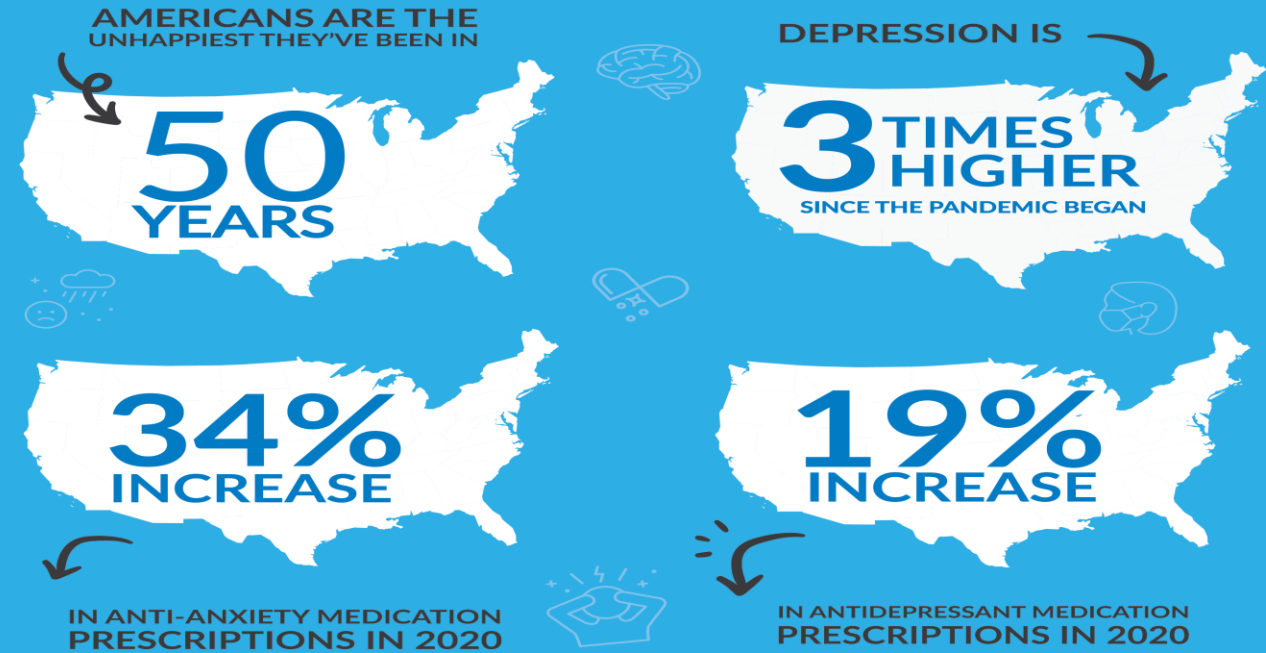 AMERICANS ARE THE
UNHAPPIEST THEY'VE BEEN IN
50
YEARS
DEPRESSION IS
3 TIMES
HIGHER
SINCE THE PANDEMIC BEGAN
34%
INCREASE
IN ANTI-ANXIETY MEDICATION
PRESCRIPTIONS IN 2020
19%
INCREASE
IN ANTIDEPRESSANT MEDICATION
PRESCRIPTIONS IN 2020